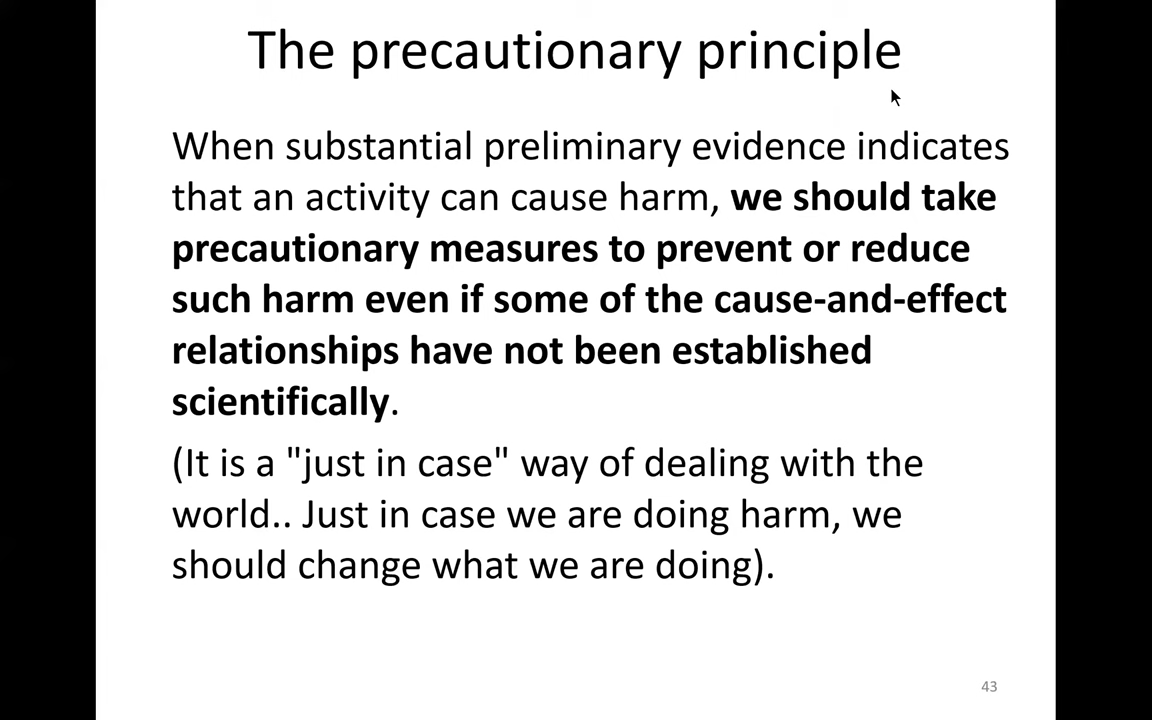 The precautionary principle
When substantial preliminary evidence indicates
that an activity can cause harm, we should take
precautionary measures to prevent or reduce
such harm even if some of the cause-and-effect
relationships have not been established
scientifically.
(It is a "just in case" way of dealing with the
world.. Just in case we are doing harm, we
should change what we are doing).
43